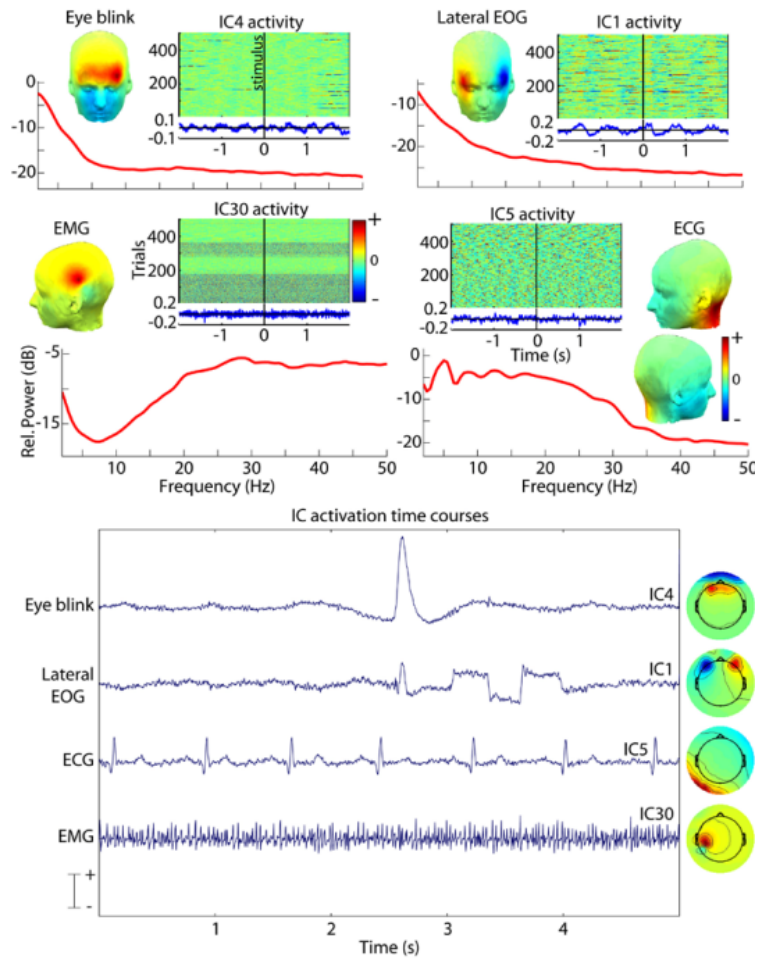 Eye blink
IC4 activity
400
200
stimulus
0.1
-0.1
-1 0 1
0
-10
-20
Lateral EOG
IC1 activity
400
200
0.2
-0.2
-1 0 1
-10
-20
EMG
IC30 activity
Trials
400
200
0.2
-0.2
-1 0 1
+
0
-
Rel. Power (dB)
-5
-15
10 20 30 40 50
Frequency (Hz)
IC5 activity
400
200
0.2
-0.2
-1 0 1
Time (s)
ECG
+
0
-
0
-10
-20
10 20 30 40 50
Frequency (Hz)
IC activation time courses
Eye blink
IC4
Lateral
EOG
IC1
ECG
IC5
EMG
IC30
+
-
1 2 3 4
Time (s)